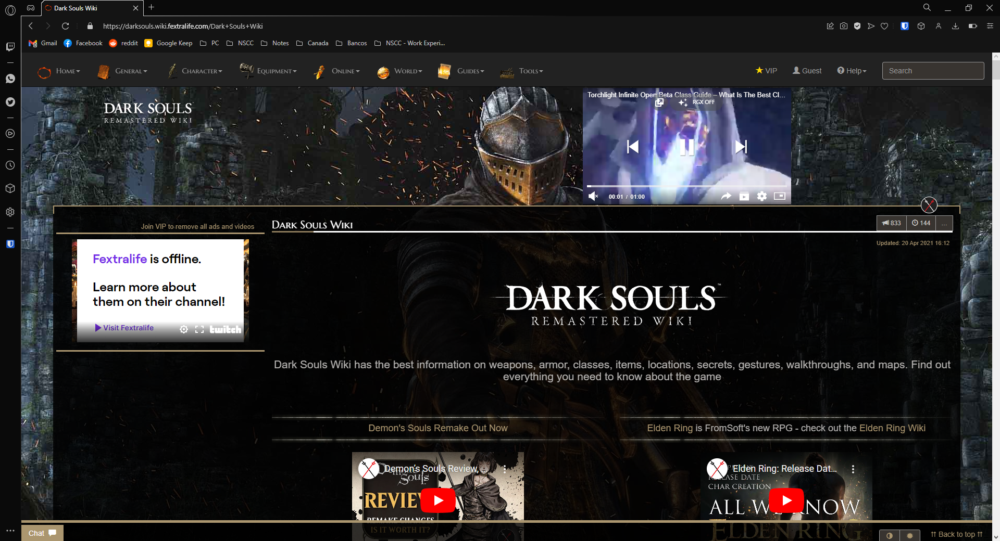 Dark Souls Wiki
https://darksouls.wiki.fextralife.com/Dark+Souls+Wiki
Gmail Facebook reddit Google Keep PC NSCC Notes Canada Bancos NSCC - Work Experi...
Home General Character Equipment Online World Guides Tools VIP Guest Help Search
DARK SOULS
REMASTERED WIKI
Torchlight Infinite Open Beta Class Guide – What Is The Best Cl...
RGX OFF
00:01 / 01:00
Join VIP to remove all ads and videos
Dark Souls Wiki
833 144 ...
Updated: 20 Apr 2021 16:12
Fextralife is offline.
Learn more about
them on their channel!
Visit Fextralife
twitch
DARK SOULS™
REMASTERED WIKI
Dark Souls Wiki has the best information on weapons, armor, classes, items, locations, secrets, gestures, walkthroughs, and maps. Find out
everything you need to know about the game
Demon's Souls Remake Out Now
Elden Ring is FromSoft's new RPG - check out the Elden Ring Wiki
Demon's Souls Review,
Souls
REVIEW
REMAKE CHANGES
IS IT WORTH IT?
Elden Ring: Release Dat...
RELEASE DATE
CHAR CREATION
ALL WE KNOW
ELDEN RING
Chat
Back to top